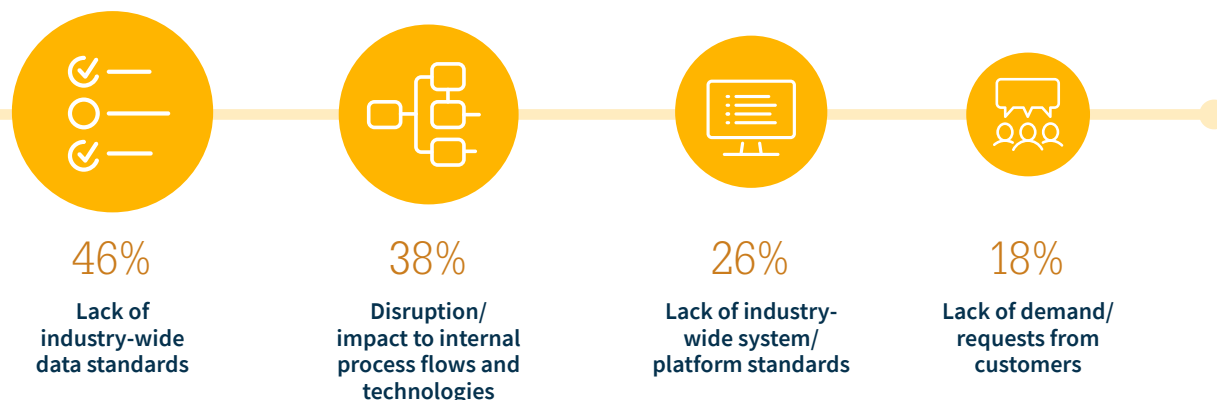 46%
Lack of
industry-wide
data standards
38%
Disruption/
impact to internal
process flows and
technologies
26%
Lack of industry-
wide system/
platform standards
18%
Lack of demand/
requests from
customers